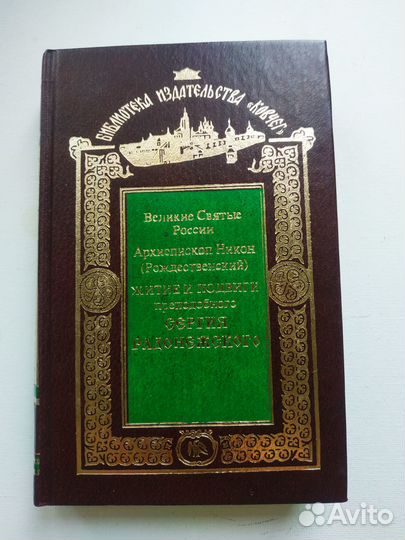 БИБЛИОТЕКА ИЗДАТЕЛЬСТВА "КОВЧЕГ"
Великие Святые
России
Архиепископ Никон
(Рождественский)
ЖИТИЕ И ПОДВИГИ
преподобного
СЕРГИЯ
РАДОНЕЖСКОГО
Avito